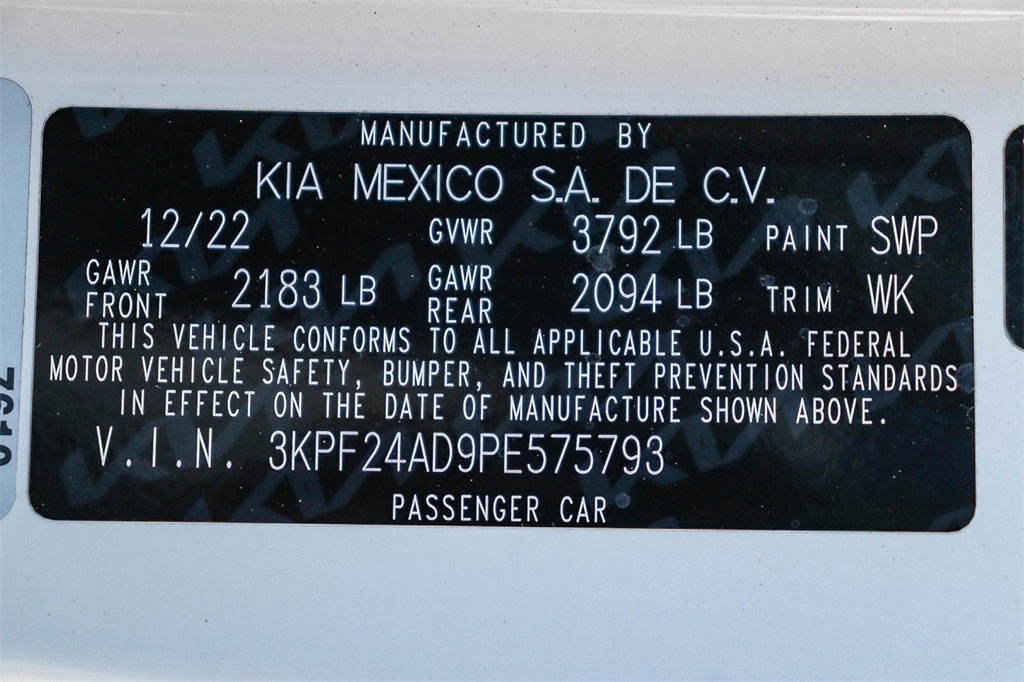 MANUFACTURED BY
KIA MEXICO S.A. DE C.V.
12/22 GVWR 3792 LB PAINT SWP
GAWR FRONT 2183 LB GAWR REAR 2094 LB TRIM WK
THIS VEHICLE CONFORMS TO ALL APPLICABLE U.S.A. FEDERAL
MOTOR VEHICLE SAFETY, BUMPER, AND THEFT PREVENTION STANDARDS
IN EFFECT ON THE DATE OF MANUFACTURE SHOWN ABOVE.
V.I.N. 3KPF24AD9PE575793
PASSENGER CAR